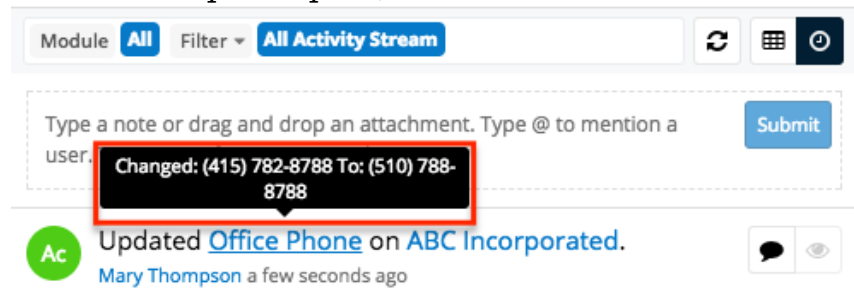 Module All Filter All Activity Stream
Type a note or drag and drop an attachment. Type @ to mention a
user.
Submit
Changed: (415) 782-8788 To: (510) 788-
8788
Ac
Updated Office Phone on ABC Incorporated.
Mary Thompson a few seconds ago